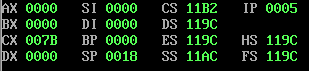 AX 0000 SI 0000 CS 11B2 IP 0005
BX 0000 DI 0000 DS 119C
CX 007B BP 0000 ES 119C HS 119C
DX 0000 SP 0018 SS 11AC FS 119C